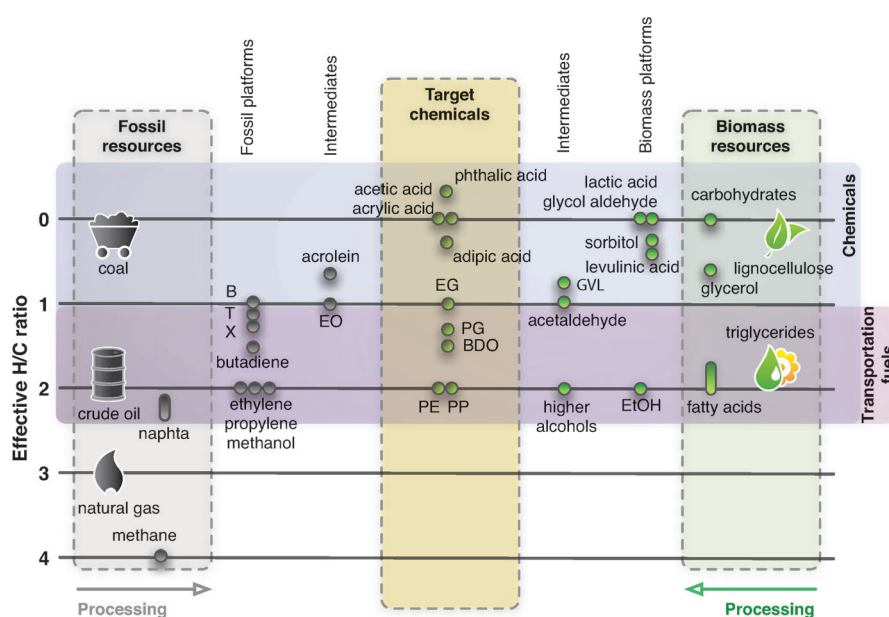 Fossil platforms
Intermediates
Target
chemicals
Intermediates
Biomass platforms
Fossil
resources
Biomass
resources
Effective H/C ratio
0
1
2
3
4
coal
crude oil
naphta
natural gas
methane
B
T
X
butadiene
ethylene
propylene
methanol
acrolein
EO
phthalic acid
acetic acid
acrylic acid
adipic acid
EG
PG
BDO
PE PP
GVL
acetaldehyde
higher
alcohols
lactic acid
glycol aldehyde
sorbitol
levulinic acid
EtOH
carbohydrates
lignocellulose
glycerol
triglycerides
fatty acids
Chemicals
Transportation
fuels
Processing
Processing